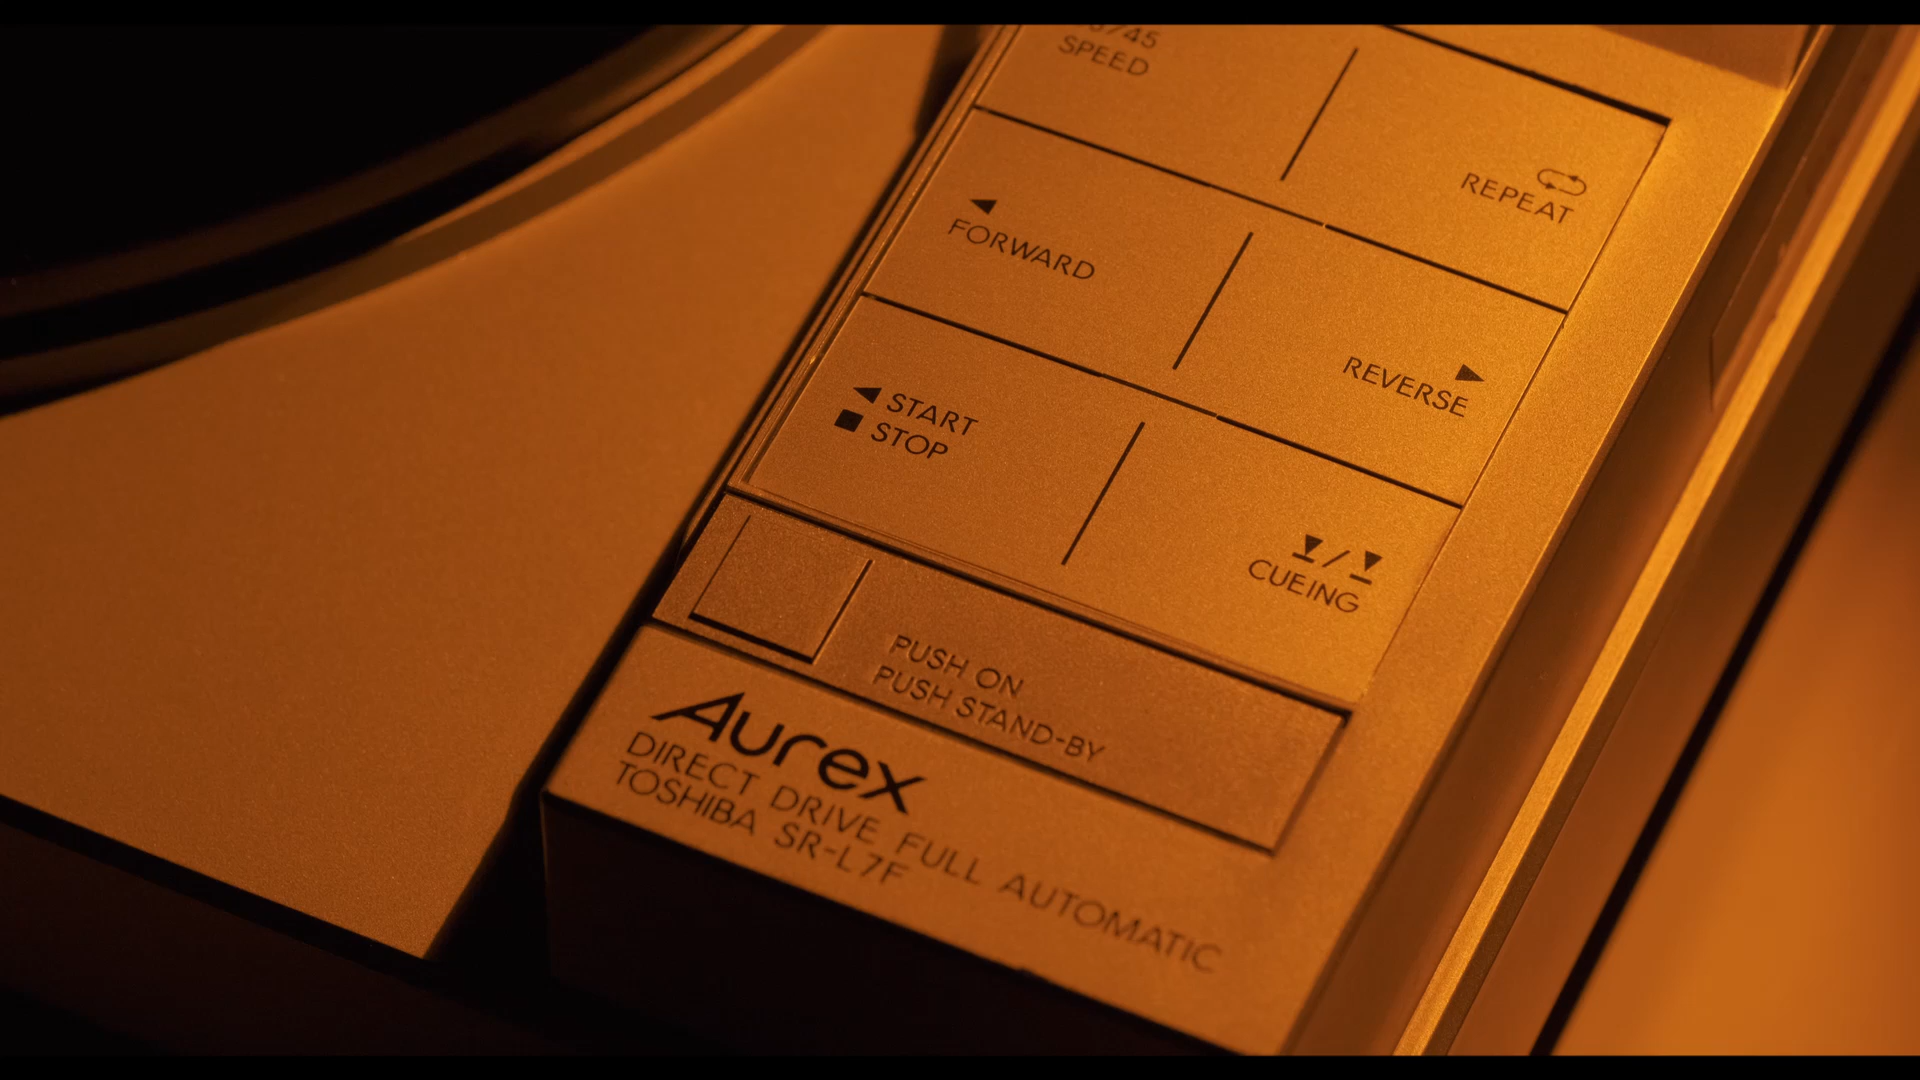 /45
SPEED
REPEAT
FORWARD
REVERSE
START
STOP
CUEING
PUSH ON
PUSH STAND-BY
Aurex
DIRECT DRIVE FULL AUTOMATIC
TOSHIBA SR-L7F